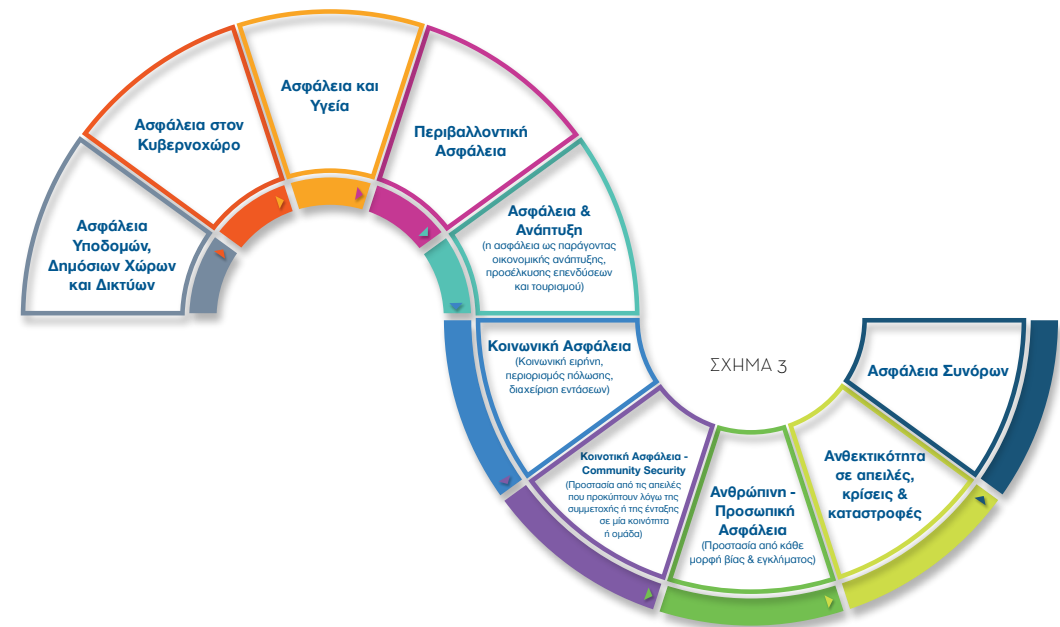 Ασφάλεια
Υποδομών,
Δημόσιων Χώρων
και Δικτύων
Ασφάλεια στον
Κυβερνοχώρο
Ασφάλεια και
Υγεία
Περιβαλλοντική
Ασφάλεια
Ασφάλεια &
Ανάπτυξη
(η ασφάλεια ως παράγοντας
οικονομικής ανάπτυξης,
προσέλκυσης επενδύσεων
και τουρισμού)
Κοινωνική Ασφάλεια
(Κοινωνική ειρήνη,
περιορισμός πόλωσης,
διαχείριση εντάσεων)
Κοινοτική Ασφάλεια -
Community Security
(Προστασία από τις απειλές
που προκύπτουν λόγω της
συμμετοχής ή της ένταξης
σε μία κοινότητα
ή ομάδα)
Ανθρώπινη -
Προσωπική
Ασφάλεια
(Προστασία από κάθε
μορφή βίας & εγκλήματος)
Ανθεκτικότητα
σε απειλές,
κρίσεις &
καταστροφές
Ασφάλεια Συνόρων
ΣΧΗΜΑ 3